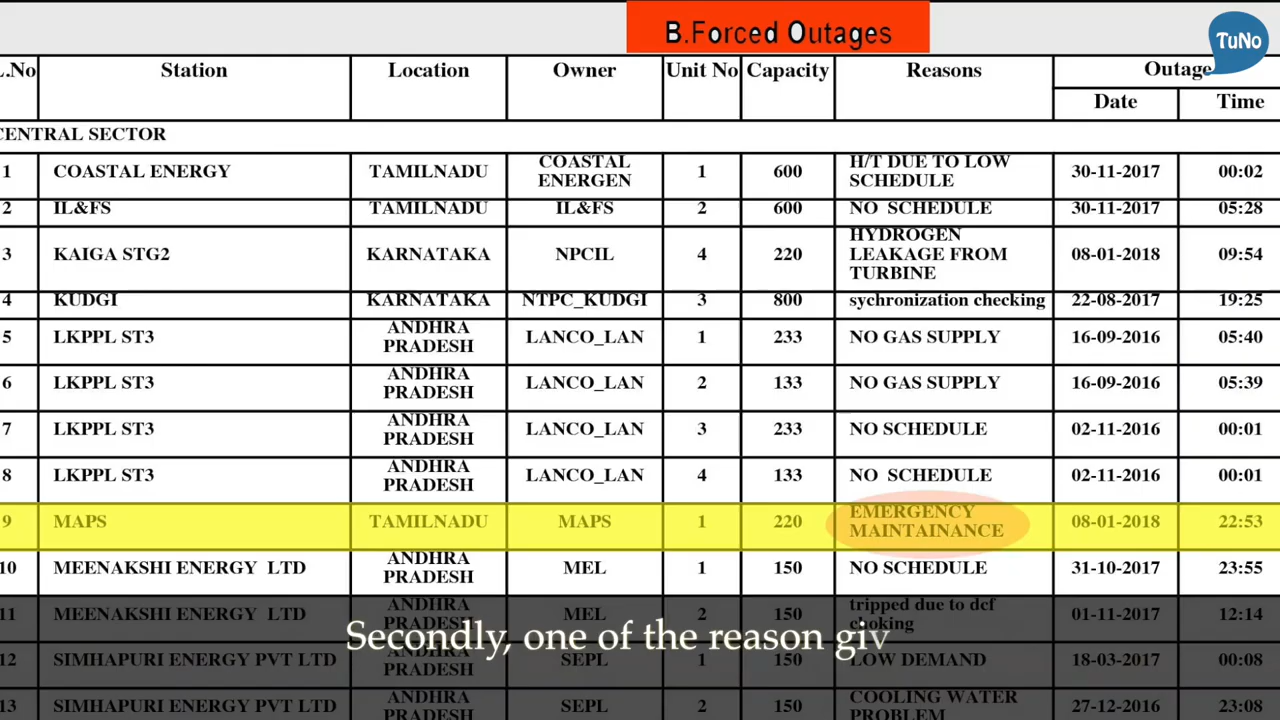 B.Forced Outages
TuNo
L.No Station Location Owner Unit No Capacity Reasons Outage
Date Time
CENTRAL SECTOR
1 COASTAL ENERGY TAMILNADU COASTAL ENERGEN 1 600 H/T DUE TO LOW SCHEDULE 30-11-2017 00:02
2 IL&FS TAMILNADU IL&FS 2 600 NO SCHEDULE 30-11-2017 05:28
3 KAIGA STG2 KARNATAKA NPCIL 4 220 HYDROGEN LEAKAGE FROM TURBINE 08-01-2018 09:54
4 KUDGI KARNATAKA NTPC_KUDGI 3 800 sychronization checking 22-08-2017 19:25
5 LKPPL ST3 ANDHRA PRADESH LANCO_LAN 1 233 NO GAS SUPPLY 16-09-2016 05:40
6 LKPPL ST3 ANDHRA PRADESH LANCO_LAN 2 133 NO GAS SUPPLY 16-09-2016 05:39
7 LKPPL ST3 ANDHRA PRADESH LANCO_LAN 3 233 NO SCHEDULE 02-11-2016 00:01
8 LKPPL ST3 ANDHRA PRADESH LANCO_LAN 4 133 NO SCHEDULE 02-11-2016 00:01
9 MAPS TAMILNADU MAPS 1 220 EMERGENCY MAINTAINANCE 08-01-2018 22:53
10 MEENAKSHI ENERGY LTD ANDHRA PRADESH MEL 1 150 NO SCHEDULE 31-10-2017 23:55
11 MEENAKSHI ENERGY LTD ANDHRA PRADESH MEL 2 150 tripped due to dcf choking 01-11-2017 12:14
Secondly, one of the reason giv
12 SIMHAPURI ENERGY PVT LTD ANDHRA PRADESH SEPL 1 150 LOW DEMAND 18-03-2017 00:08
13 SIMHAPURI ENERGY PVT LTD ANDHRA PRADESH SEPL 2 150 COOLING WATER PROBLEM 27-12-2016 23:08